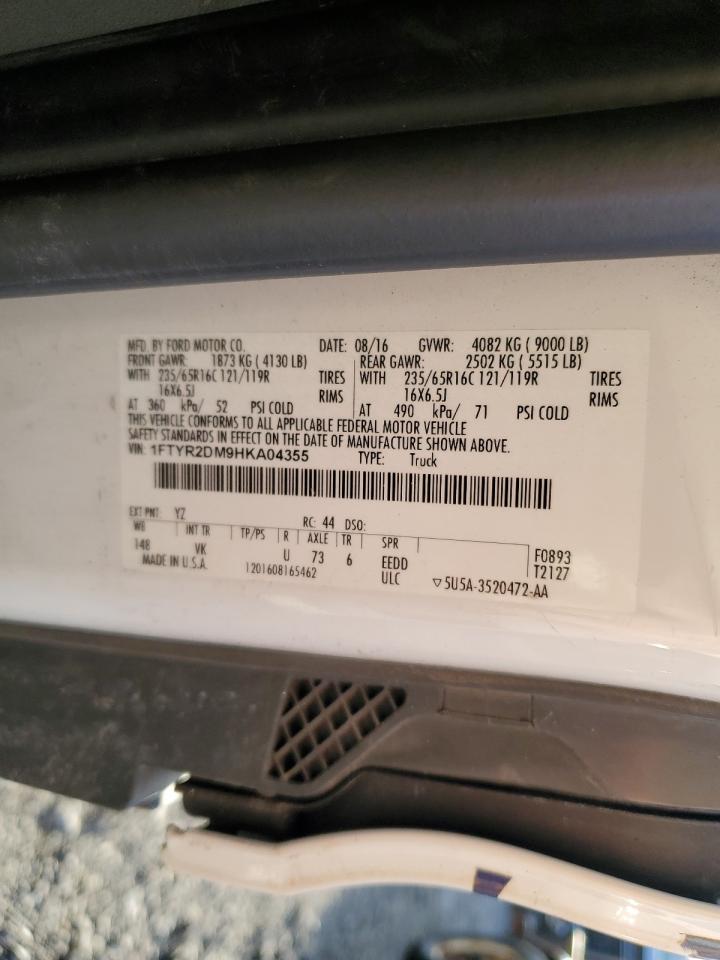 MFD. BY FORD MOTOR CO. DATE: 08/16 GVWR: 4082 KG ( 9000 LB)
FRONT GAWR: 1873 KG ( 4130 LB) REAR GAWR: 2502 KG ( 5515 LB)
WITH 235/65R16C 121/119R TIRES WITH 235/65R16C 121/119R TIRES
16X6.5J RIMS 16X6.5J RIMS
AT 360 kPa/ 52 PSI COLD AT 490 kPa/ 71 PSI COLD
THIS VEHICLE CONFORMS TO ALL APPLICABLE FEDERAL MOTOR VEHICLE
SAFETY STANDARDS IN EFFECT ON THE DATE OF MANUFACTURE SHOWN ABOVE.
VIN: 1FTYR2DM9HKA04355 TYPE: Truck
EXT PNT: YZ RC: 44 DSO:
WB INT TR TP/PS R AXLE TR SPR F0893
148 VK U 73 6 EEDD T2127
MADE IN U.S.A. 1201608165462 ULC ▽5U5A-3520472-AA